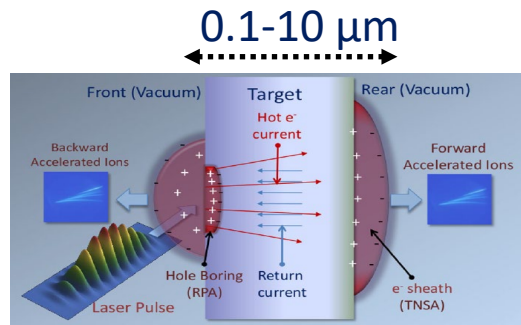 0.1-10 µm
Front (Vacuum)
Target
Rear (Vacuum)
Hot e⁻
current
Backward
Accelerated Ions
Forward
Accelerated Ions
Laser Pulse
Hole Boring
(RPA)
Return
current
e⁻ sheath
(TNSA)